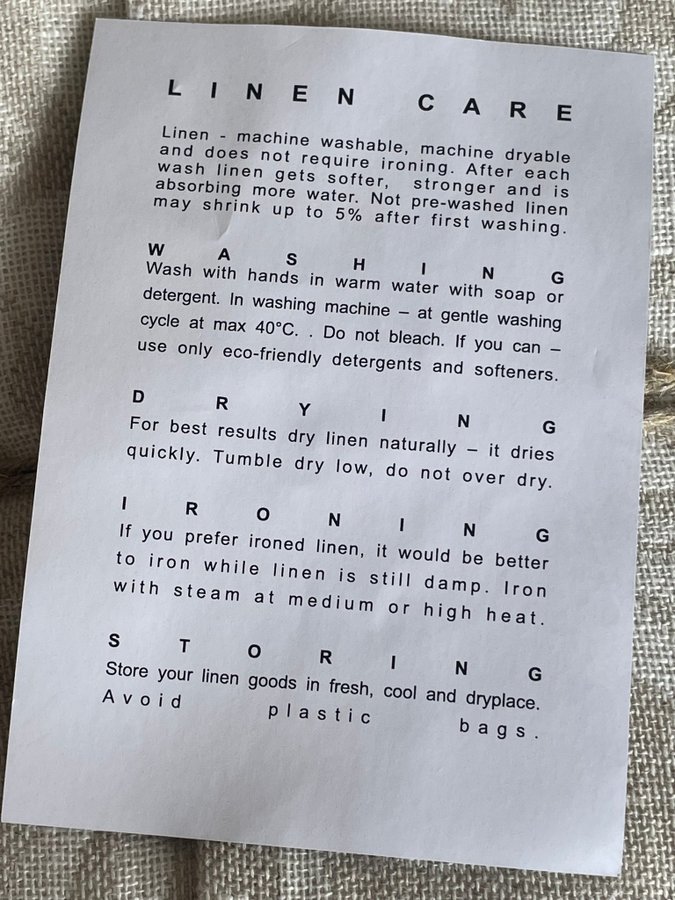 LINEN CARE
Linen - machine washable, machine dryable
and does not require ironing. After each
wash linen gets softer, stronger and is
absorbing more water. Not pre-washed linen
may shrink up to 5% after first washing.
WASHING
Wash with hands in warm water with soap or
detergent. In washing machine – at gentle washing
cycle at max 40°C. . Do not bleach. If you can –
use only eco-friendly detergents and softeners.
DRYING
For best results dry linen naturally – it dries
quickly. Tumble dry low, do not over dry.
IRONING
If you prefer ironed linen, it would be better
to iron while linen is still damp. Iron
with steam at medium or high heat.
STORING
Store your linen goods in fresh, cool and dryplace.
Avoid plastic bags.